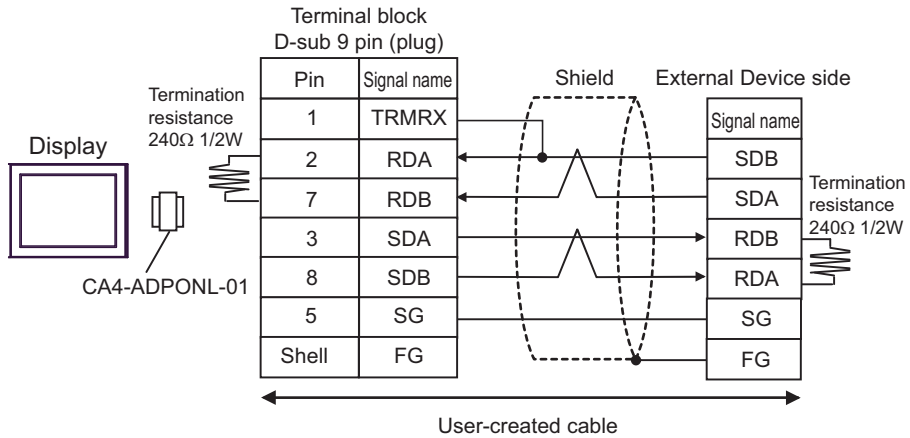 Terminal block
D-sub 9 pin (plug)
Pin Signal name
1 TRMRX
2 RDA
7 RDB
3 SDA
8 SDB
5 SG
Shell FG
Termination
resistance
240Ω 1/2W
Display
CA4-ADPONL-01
Shield
External Device side
Signal name
SDB
SDA
RDB
RDA
SG
FG
Termination
resistance
240Ω 1/2W
User-created cable